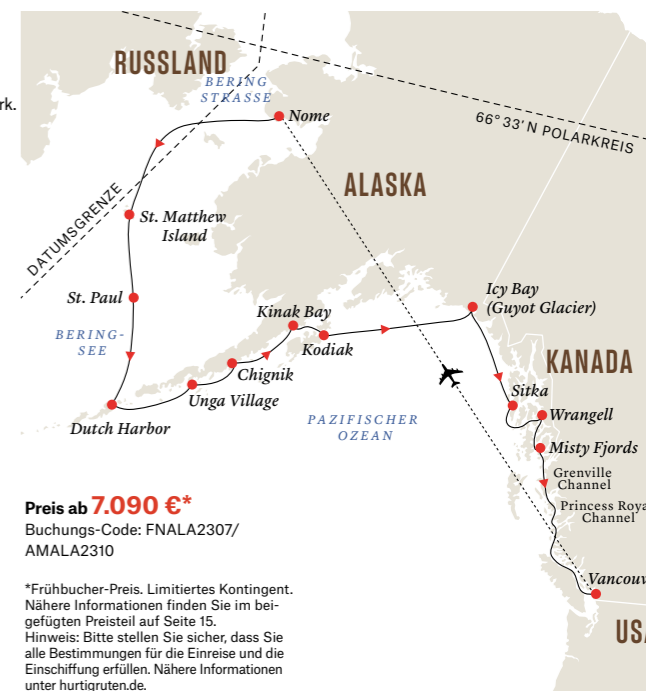 RUSSLAND
BERING
STRASSE
rk.
Nome
66° 33' N POLARKREIS
ALASKA
DATUMSGRENZE
St. Matthew
Island
St. Paul
BERING-
SEE
Kinak Bay
Icy Bay
(Guyot Glacier)
Kodiak
KANADA
Chignik
Unga Village
Sitka
Wrangell
Dutch Harbor
PAZIFISCHER
OZEAN
Misty Fjords
Grenville
Channel
Princess Roya
Channel
Vancouv
USA
Preis ab 7.090 €*
Buchungs-Code: FNALA2307/
AMALA2310
*Frühbucher-Preis. Limitiertes Kontingent.
Nähere Informationen finden Sie im bei-
gefügten Preisteil auf Seite 15.
Hinweis: Bitte stellen Sie sicher, dass Sie
alle Bestimmungen für die Einreise und die
Einschiffung erfüllen. Nähere Informationen
unter hurtigruten.de.